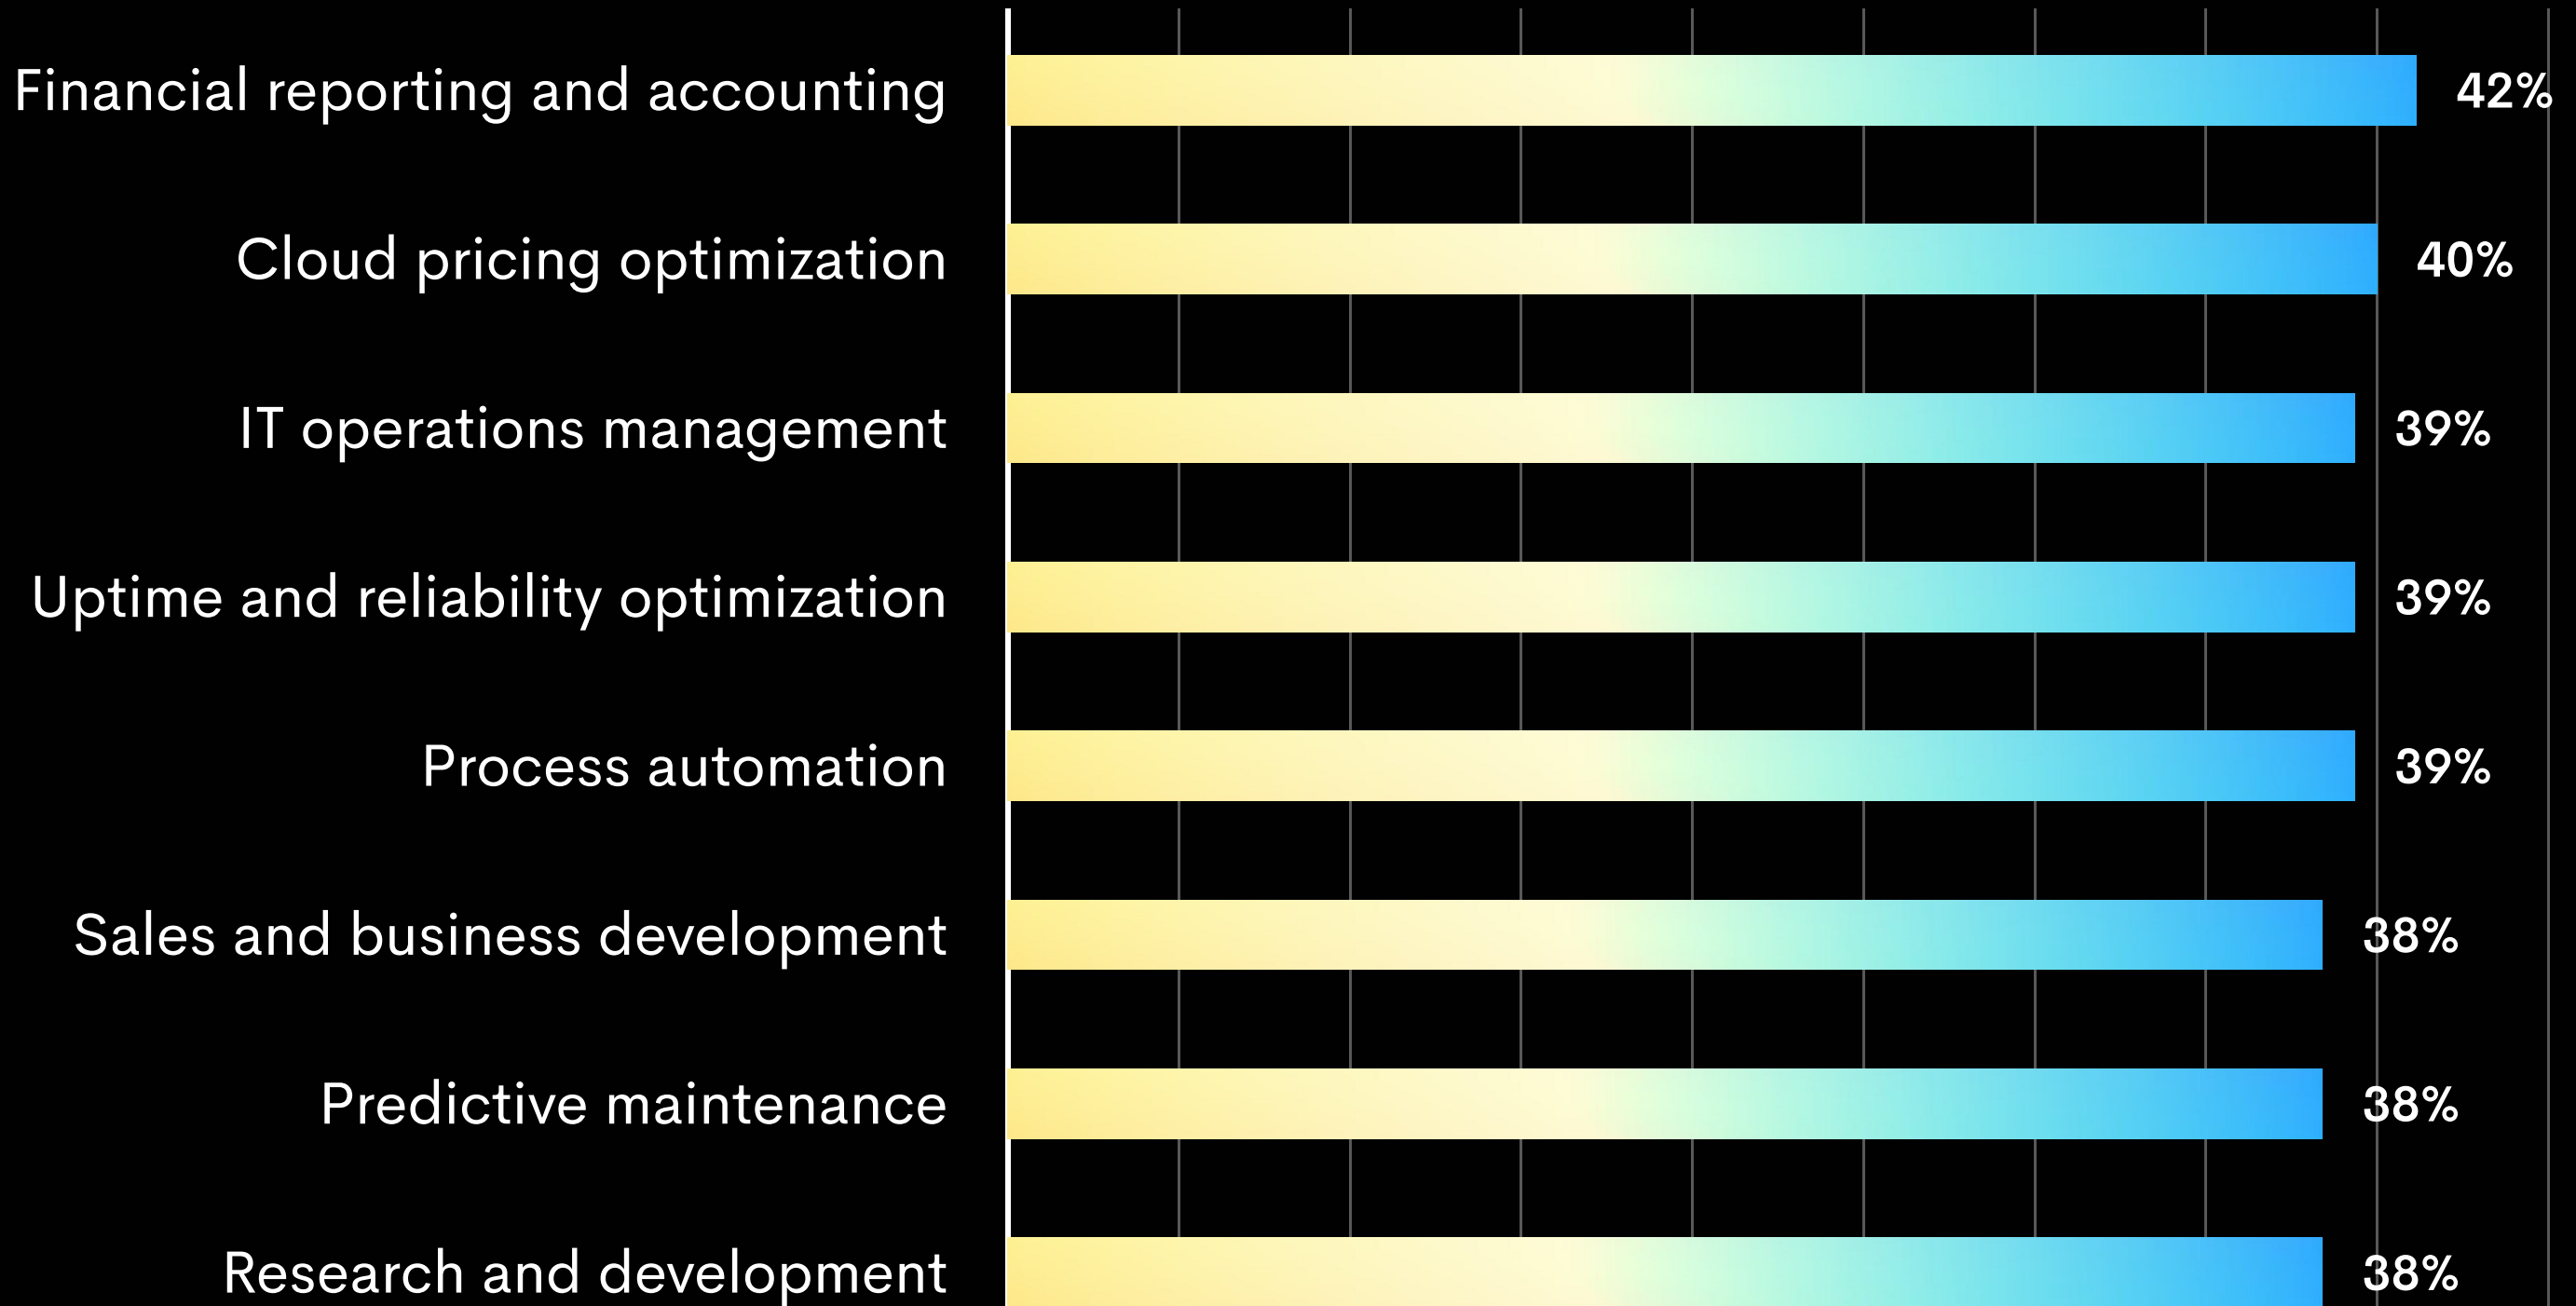 Financial reporting and accounting 42%
Cloud pricing optimization 40%
IT operations management 39%
Uptime and reliability optimization 39%
Process automation 39%
Sales and business development 38%
Predictive maintenance 38%
Research and development 38%